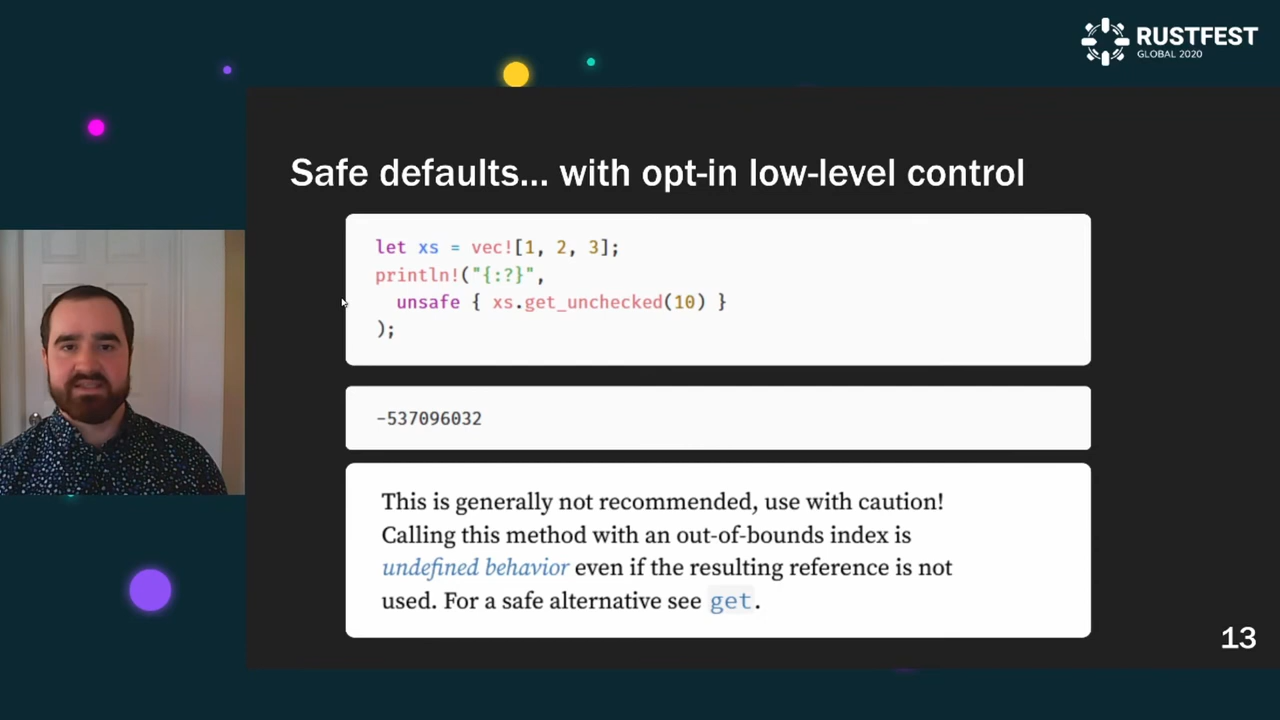 RUSTFEST
GLOBAL 2020
Safe defaults... with opt-in low-level control
let xs = vec![1, 2, 3];
println!("{:?}",
  unsafe { xs.get_unchecked(10) }
);
-537096032
This is generally not recommended, use with caution!
Calling this method with an out-of-bounds index is
undefined behavior even if the resulting reference is not
used. For a safe alternative see get.
13